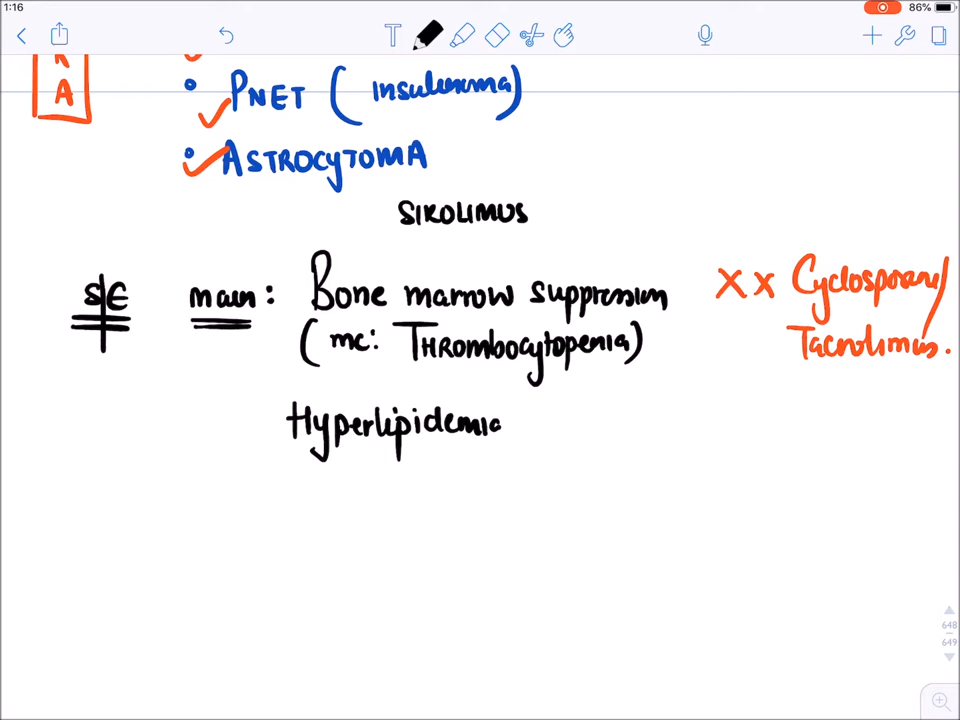 1:16
86%
T
A
• PNET (insulinoma)
• ASTROCYTOMA
SIROLIMUS
SE main: Bone marrow suppression
(mc: THROMBOCYTOPENIA)
XX Cyclosporine/
Tacrolimus.
Hyperlipidemia
648
649